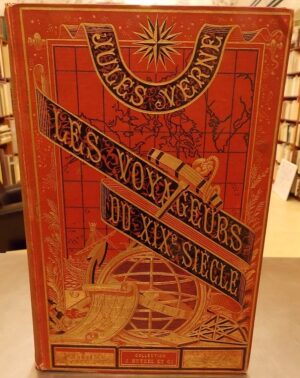 JULES VERNE
LES VOYAGEURS
DU XIXE SIÈCLE
COLLECTION
J. HETZEL ET Cie